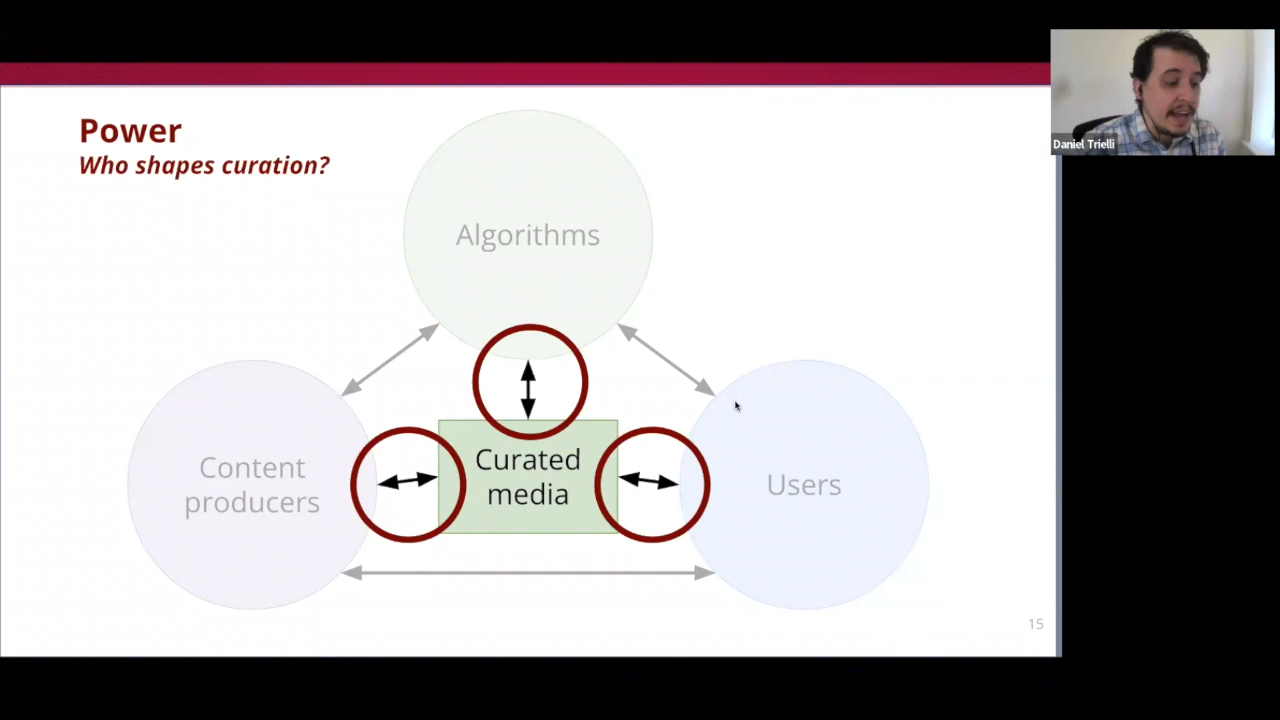 Power
Who shapes curation?
Algorithms
Content
producers
Curated
media
Users
15
Daniel Trielli